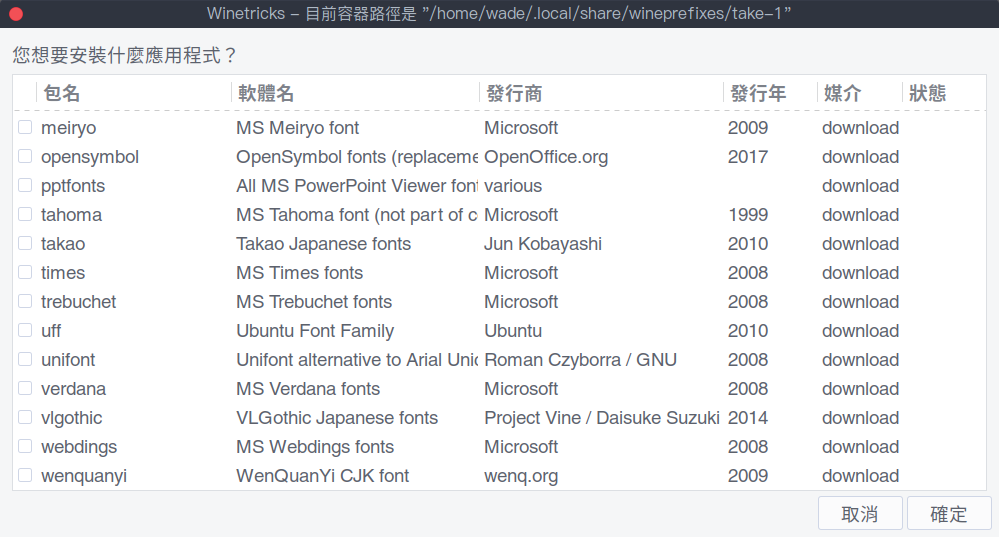 Winetricks - 目前容器路徑是 "/home/wade/.local/share/wineprefixes/take-1"
您想要安裝什麼應用程式？
包名 軟體名 發行商 發行年 媒介 狀態
meiryo MS Meiryo font Microsoft 2009 download
opensymbol OpenSymbol fonts (replaceme OpenOffice.org 2017 download
pptfonts All MS PowerPoint Viewer font various download
tahoma MS Tahoma font (not part of c Microsoft 1999 download
takao Takao Japanese fonts Jun Kobayashi 2010 download
times MS Times fonts Microsoft 2008 download
trebuchet MS Trebuchet fonts Microsoft 2008 download
uff Ubuntu Font Family Ubuntu 2010 download
unifont Unifont alternative to Arial Unic Roman Czyborra / GNU 2008 download
verdana MS Verdana fonts Microsoft 2008 download
vlgothic VLGothic Japanese fonts Project Vine / Daisuke Suzuki 2014 download
webdings MS Webdings fonts Microsoft 2008 download
wenquanyi WenQuanYi CJK font wenq.org 2009 download
取消 確定